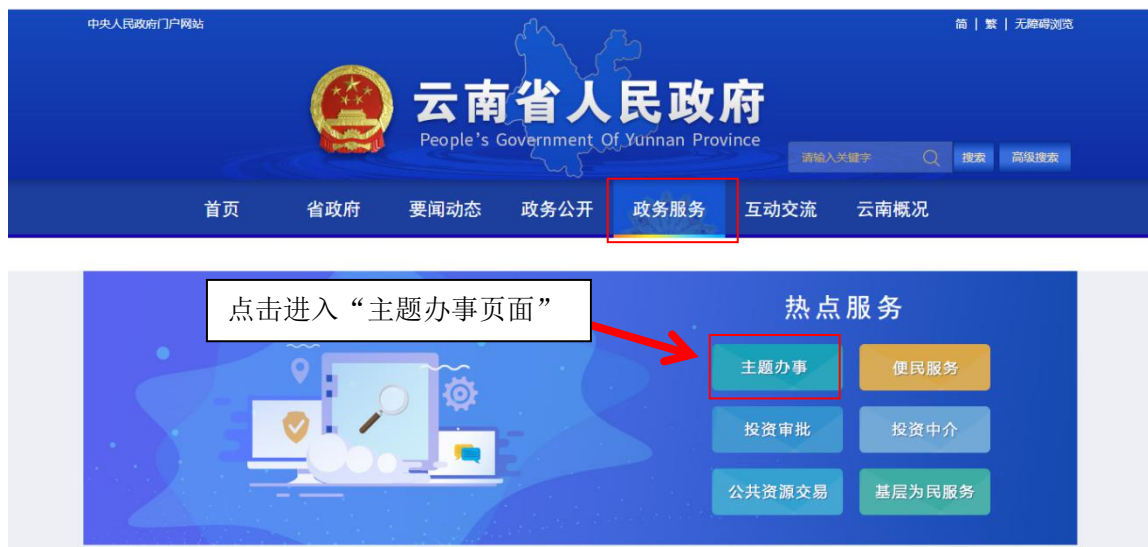 中央人民政府门户网站
简 | 繁 | 无障碍浏览
云南省人民政府
People's Government Of Yunnan Province
请输入关键字 搜索 高级搜索
首页 省政府 要闻动态 政务公开 政务服务 互动交流 云南概况
点击进入“主题办事页面”
热点服务
主题办事 便民服务
投资审批 投资中介
公共资源交易 基层为民服务